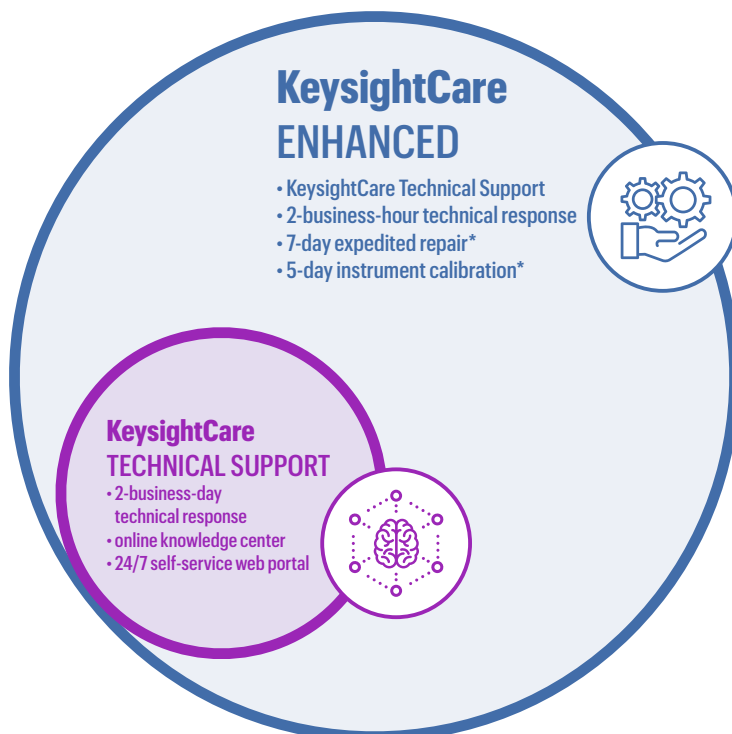 KeysightCare
ENHANCED
• KeysightCare Technical Support
• 2-business-hour technical response
• 7-day expedited repair*
• 5-day instrument calibration*
KeysightCare
TECHNICAL SUPPORT
• 2-business-day
technical response
• online knowledge center
• 24/7 self-service web portal